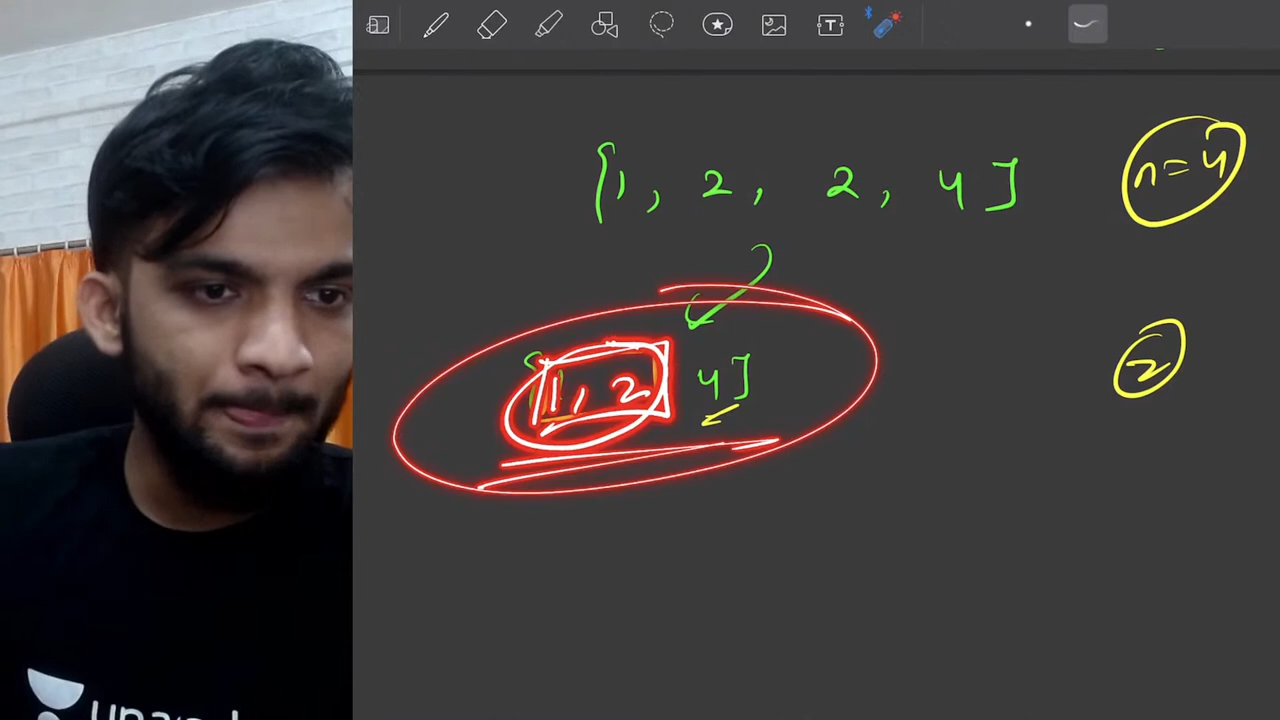 [1, 2, 2, 4]
n=4
[1, 2 4]
2
T